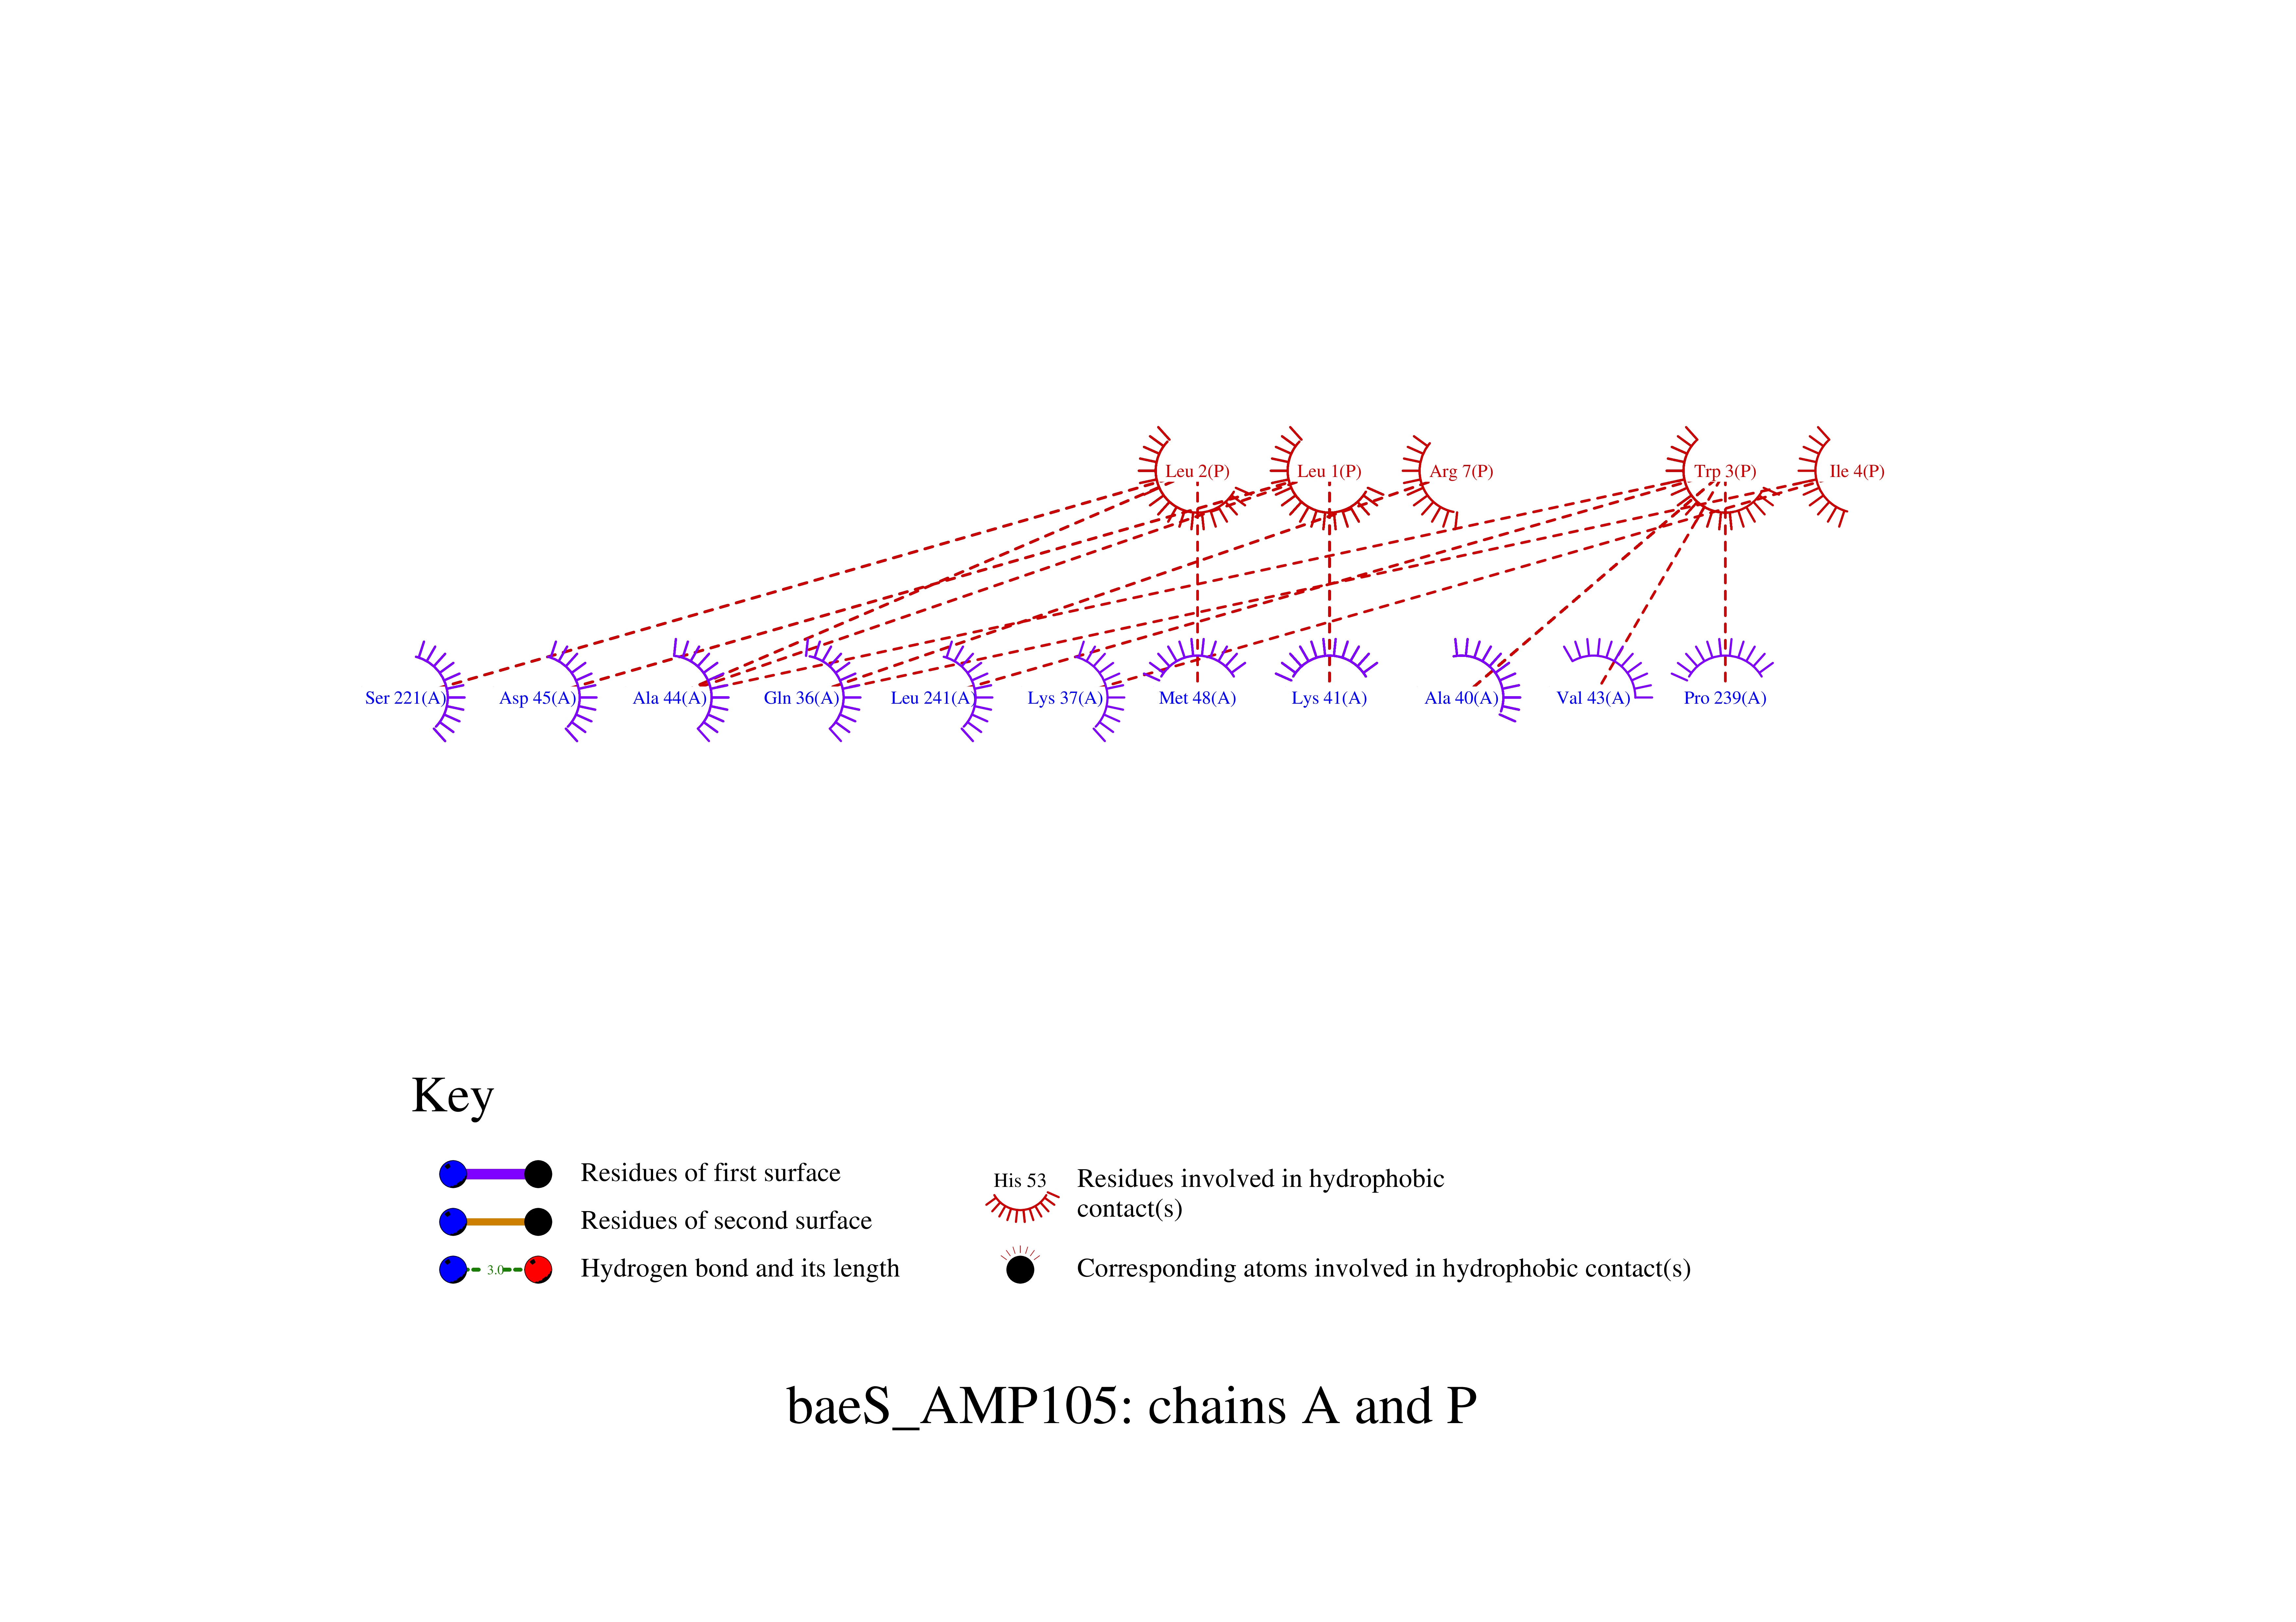 Leu 2(P) Leu 1(P) Arg 7(P) Trp 3(P) Ile 4(P)
Ser 221(A) Asp 45(A) Ala 44(A) Gln 36(A) Leu 241(A) Lys 37(A) Met 48(A) Lys 41(A) Ala 40(A) Val 43(A) Pro 239(A)
Key
Residues of first surface
Residues of second surface
3.0
Hydrogen bond and its length
His 53
Residues involved in hydrophobic
contact(s)
Corresponding atoms involved in hydrophobic contact(s)
baeS_AMP105: chains A and P